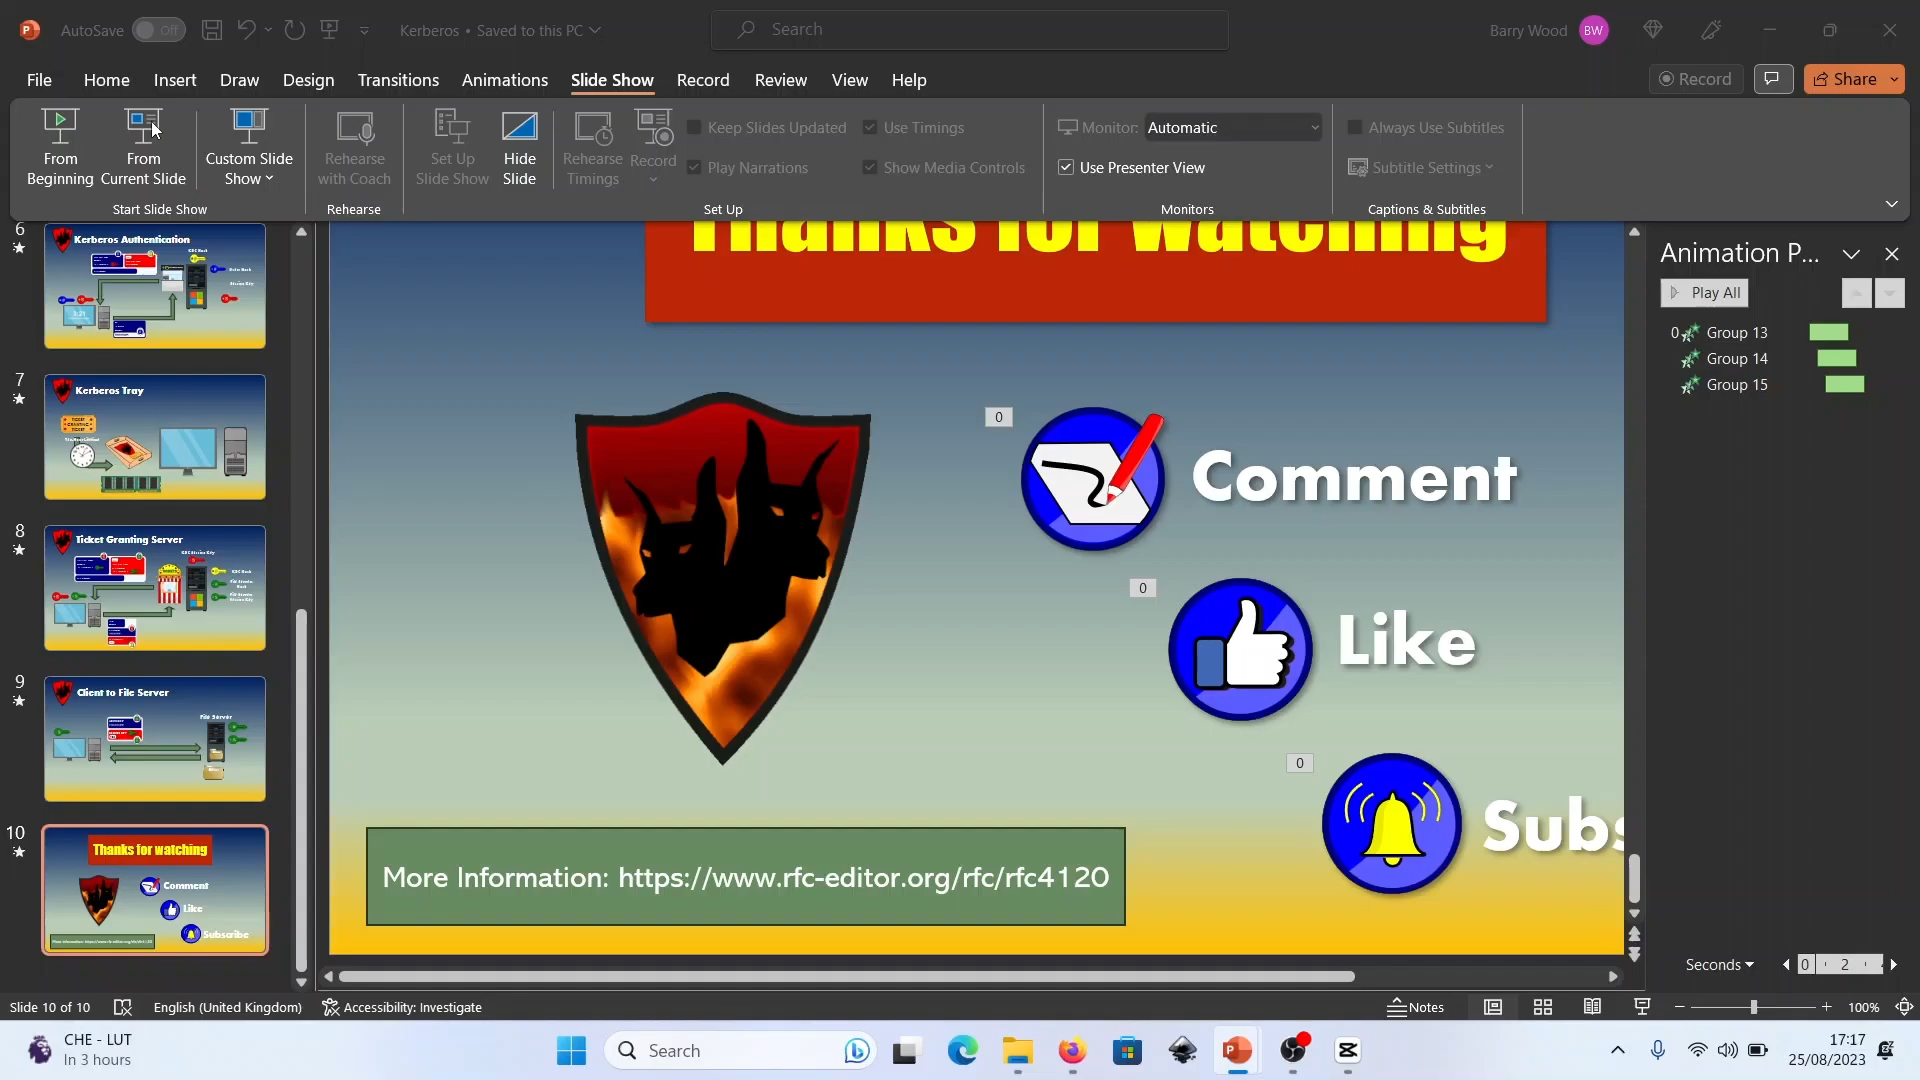 AutoSave Off
Kerberos • Saved to this PC
Search
Barry Wood BW
File Home Insert Draw Design Transitions Animations Slide Show Record Review View Help
Record
Share
From Beginning
From Current Slide
Custom Slide Show
Start Slide Show
Rehearse with Coach
Rehearse
Set Up Slide Show
Hide Slide
Rehearse Timings
Record
Keep Slides Updated
Play Narrations
Use Timings
Show Media Controls
Set Up
Monitor: Automatic
Use Presenter View
Monitors
Always Use Subtitles
Subtitle Settings
Captions & Subtitles
6
Kerberos Authentication
7
Kerberos Tray
8
Ticket Granting Server
9
Client to File Server
File Server
10
Thanks for watching
Comment
Like
Subscribe
Thanks for watching
0
Comment
0
Like
0
Subs
More Information: https://www.rfc-editor.org/rfc/rfc4120
Animation P...
Play All
0 Group 13
Group 14
Group 15
Seconds 0 2
Slide 10 of 10
English (United Kingdom)
Accessibility: Investigate
Notes
100%
CHE - LUT
In 3 hours
Search
17:17
25/08/2023